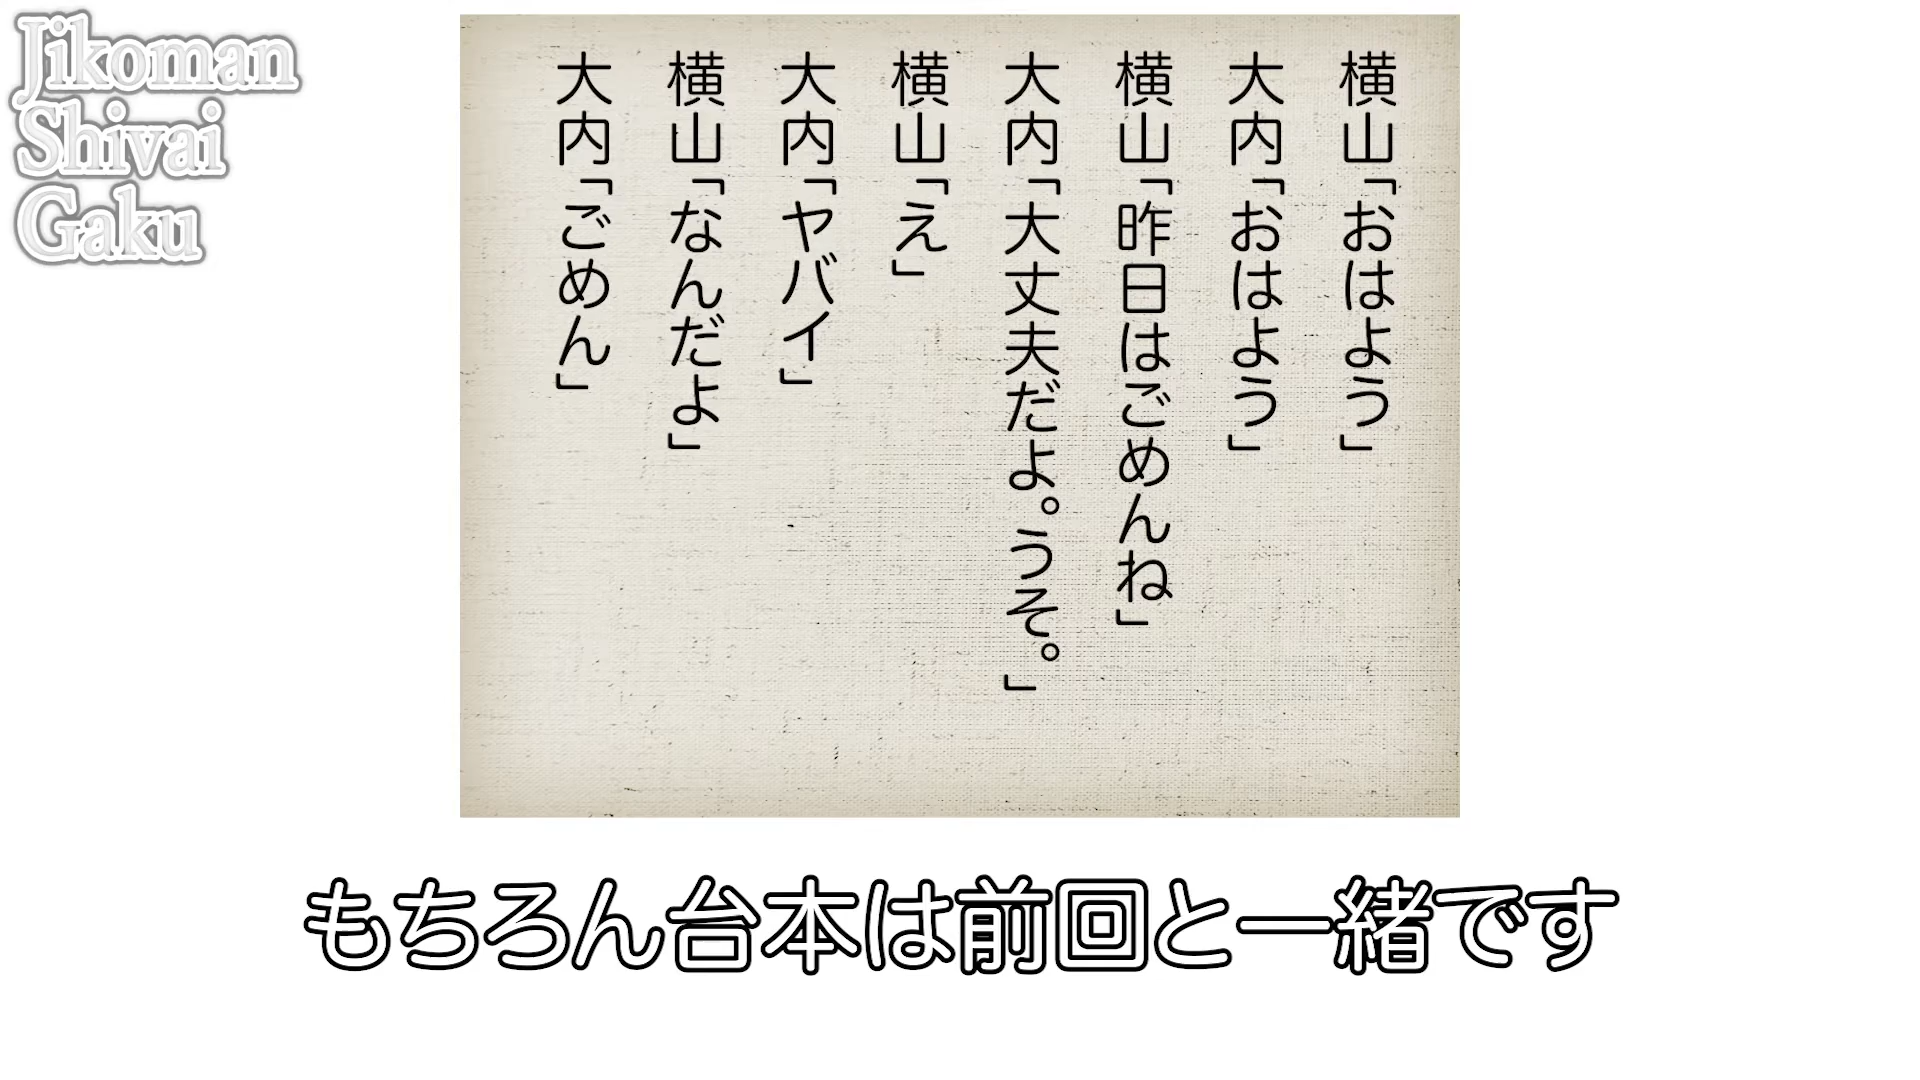 Jikoman
Shivai
Gaku
横山「おはよう」
大内「おはよう」
横山「昨日はごめんね」
大内「大丈夫だよ。うそ。」
横山「え」
大内「ヤバイ」
横山「なんだよ」
大内「ごめん」
もちろん台本は前回と一緒です